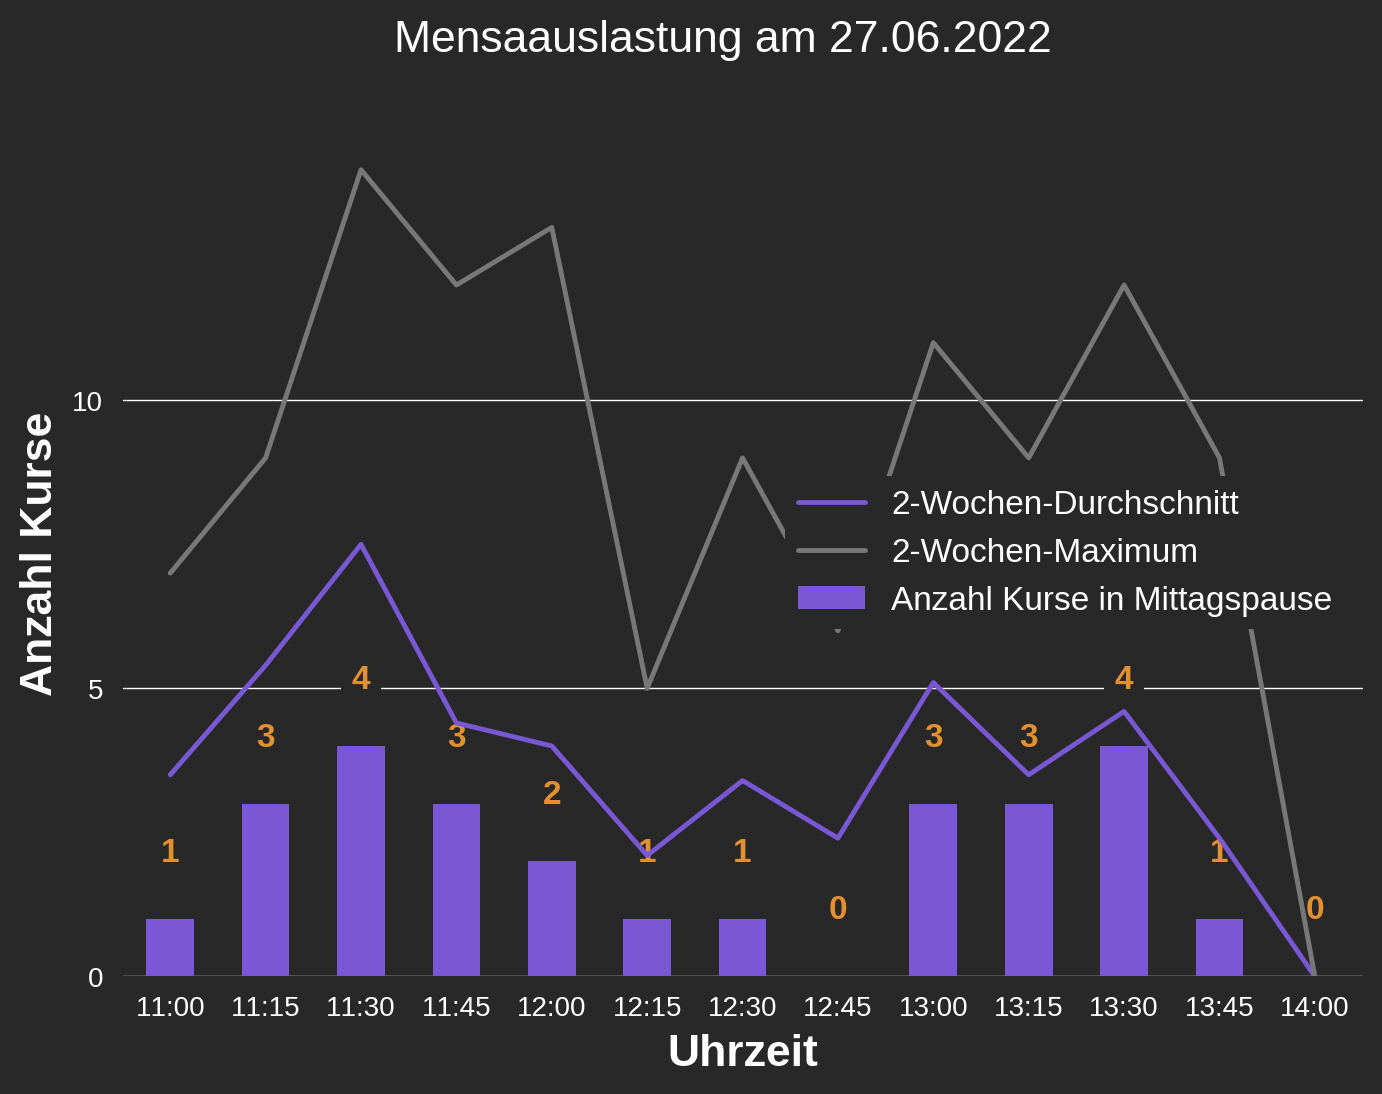 Mensaauslastung am 27.06.2022
Anzahl Kurse
10
5
0
2-Wochen-Durchschnitt
2-Wochen-Maximum
Anzahl Kurse in Mittagspause
1
3
4
3
2
1
1
0
3
3
4
1
0
11:00 11:15 11:30 11:45 12:00 12:15 12:30 12:45 13:00 13:15 13:30 13:45 14:00
Uhrzeit